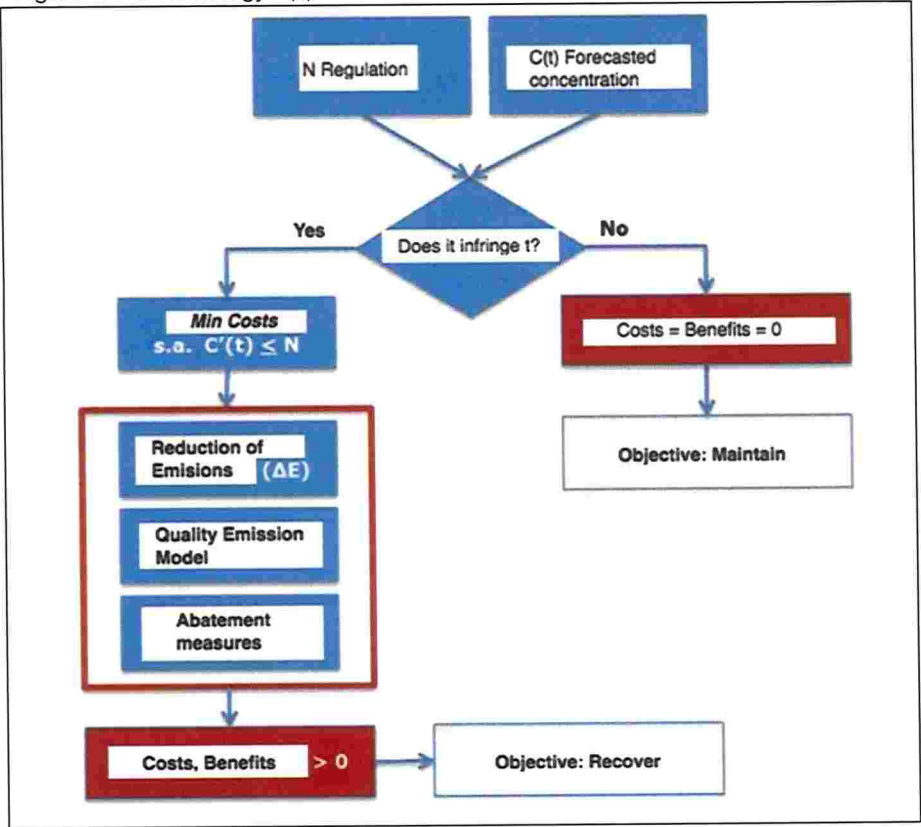 N Regulation
C(t) Forecasted
concentration
Does it infringe t?
Yes
No
Min Costs
s.a. C'(t) ≤ N
Costs = Benefits = 0
Reduction of
Emisions (ΔE)
Objective: Maintain
Quality Emission
Model
Abatement
measures
Costs, Benefits > 0
Objective: Recover